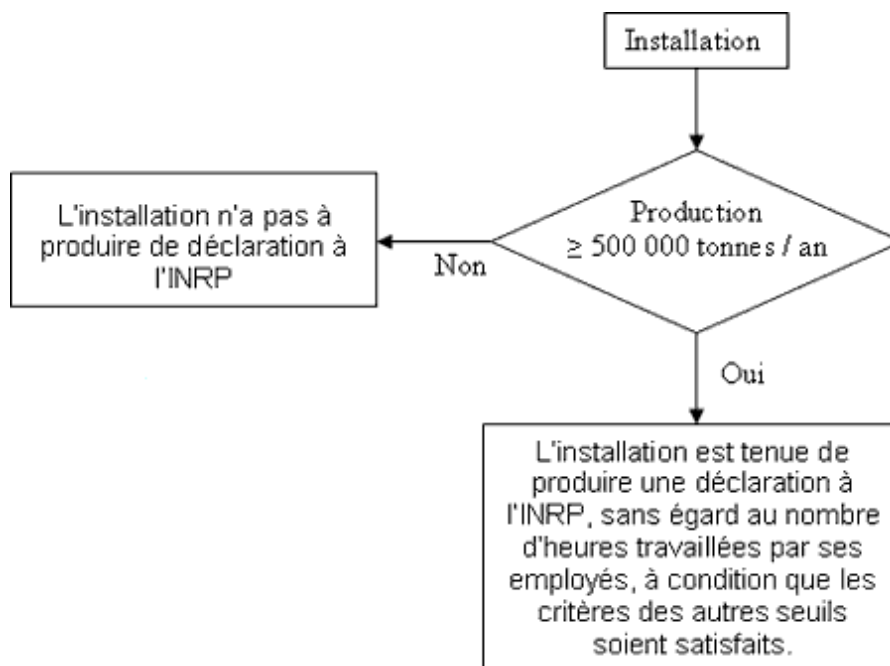 Installation
Production
≥ 500 000 tonnes / an
Non
L'installation n'a pas à
produire de déclaration à
l'INRP
Oui
L'installation est tenue de
produire une déclaration à
l'INRP, sans égard au nombre
d'heures travaillées par ses
employés, à condition que les
critères des autres seuils
soient satisfaits.